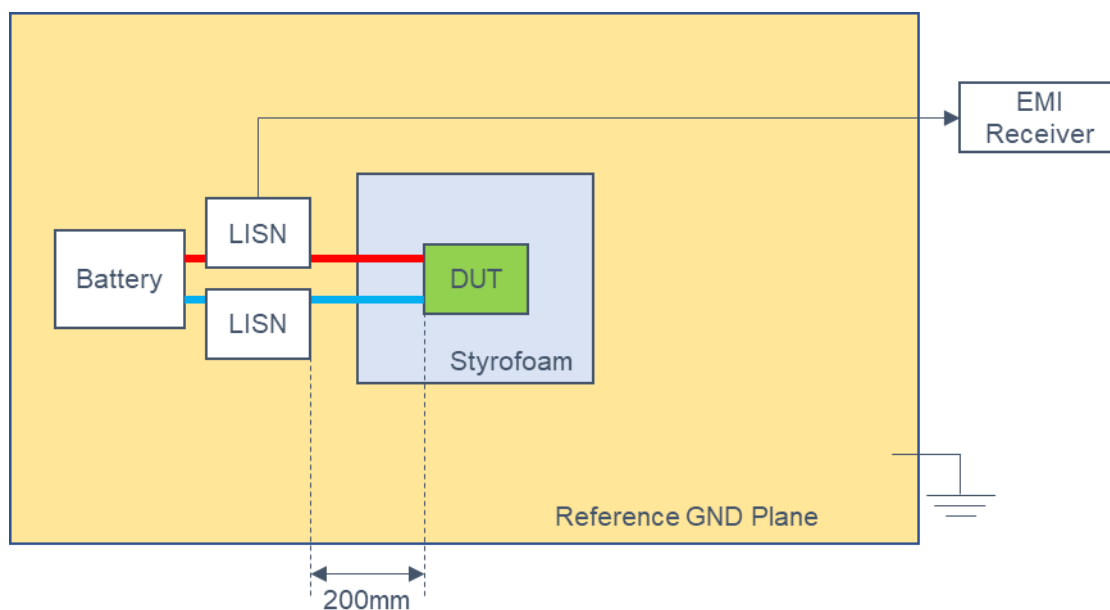 EMI
Receiver
LISN
Battery
DUT
LISN
Styrofoam
Reference GND Plane
200mm